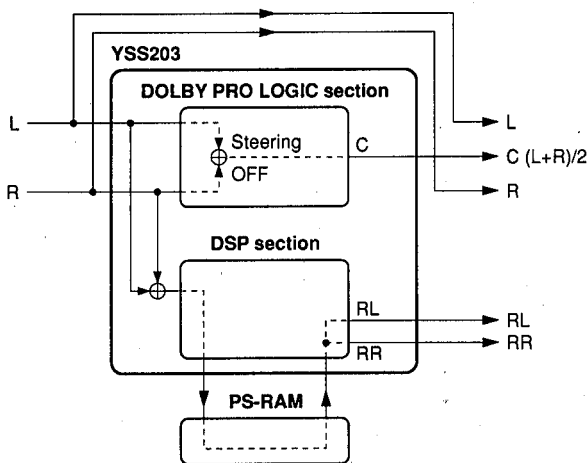 YSS203
DOLBY PRO LOGIC section
L
Steering
C
L
OFF
C (L+R)/2
R
R
DSP section
RL
RL
RR
RR
PS-RAM